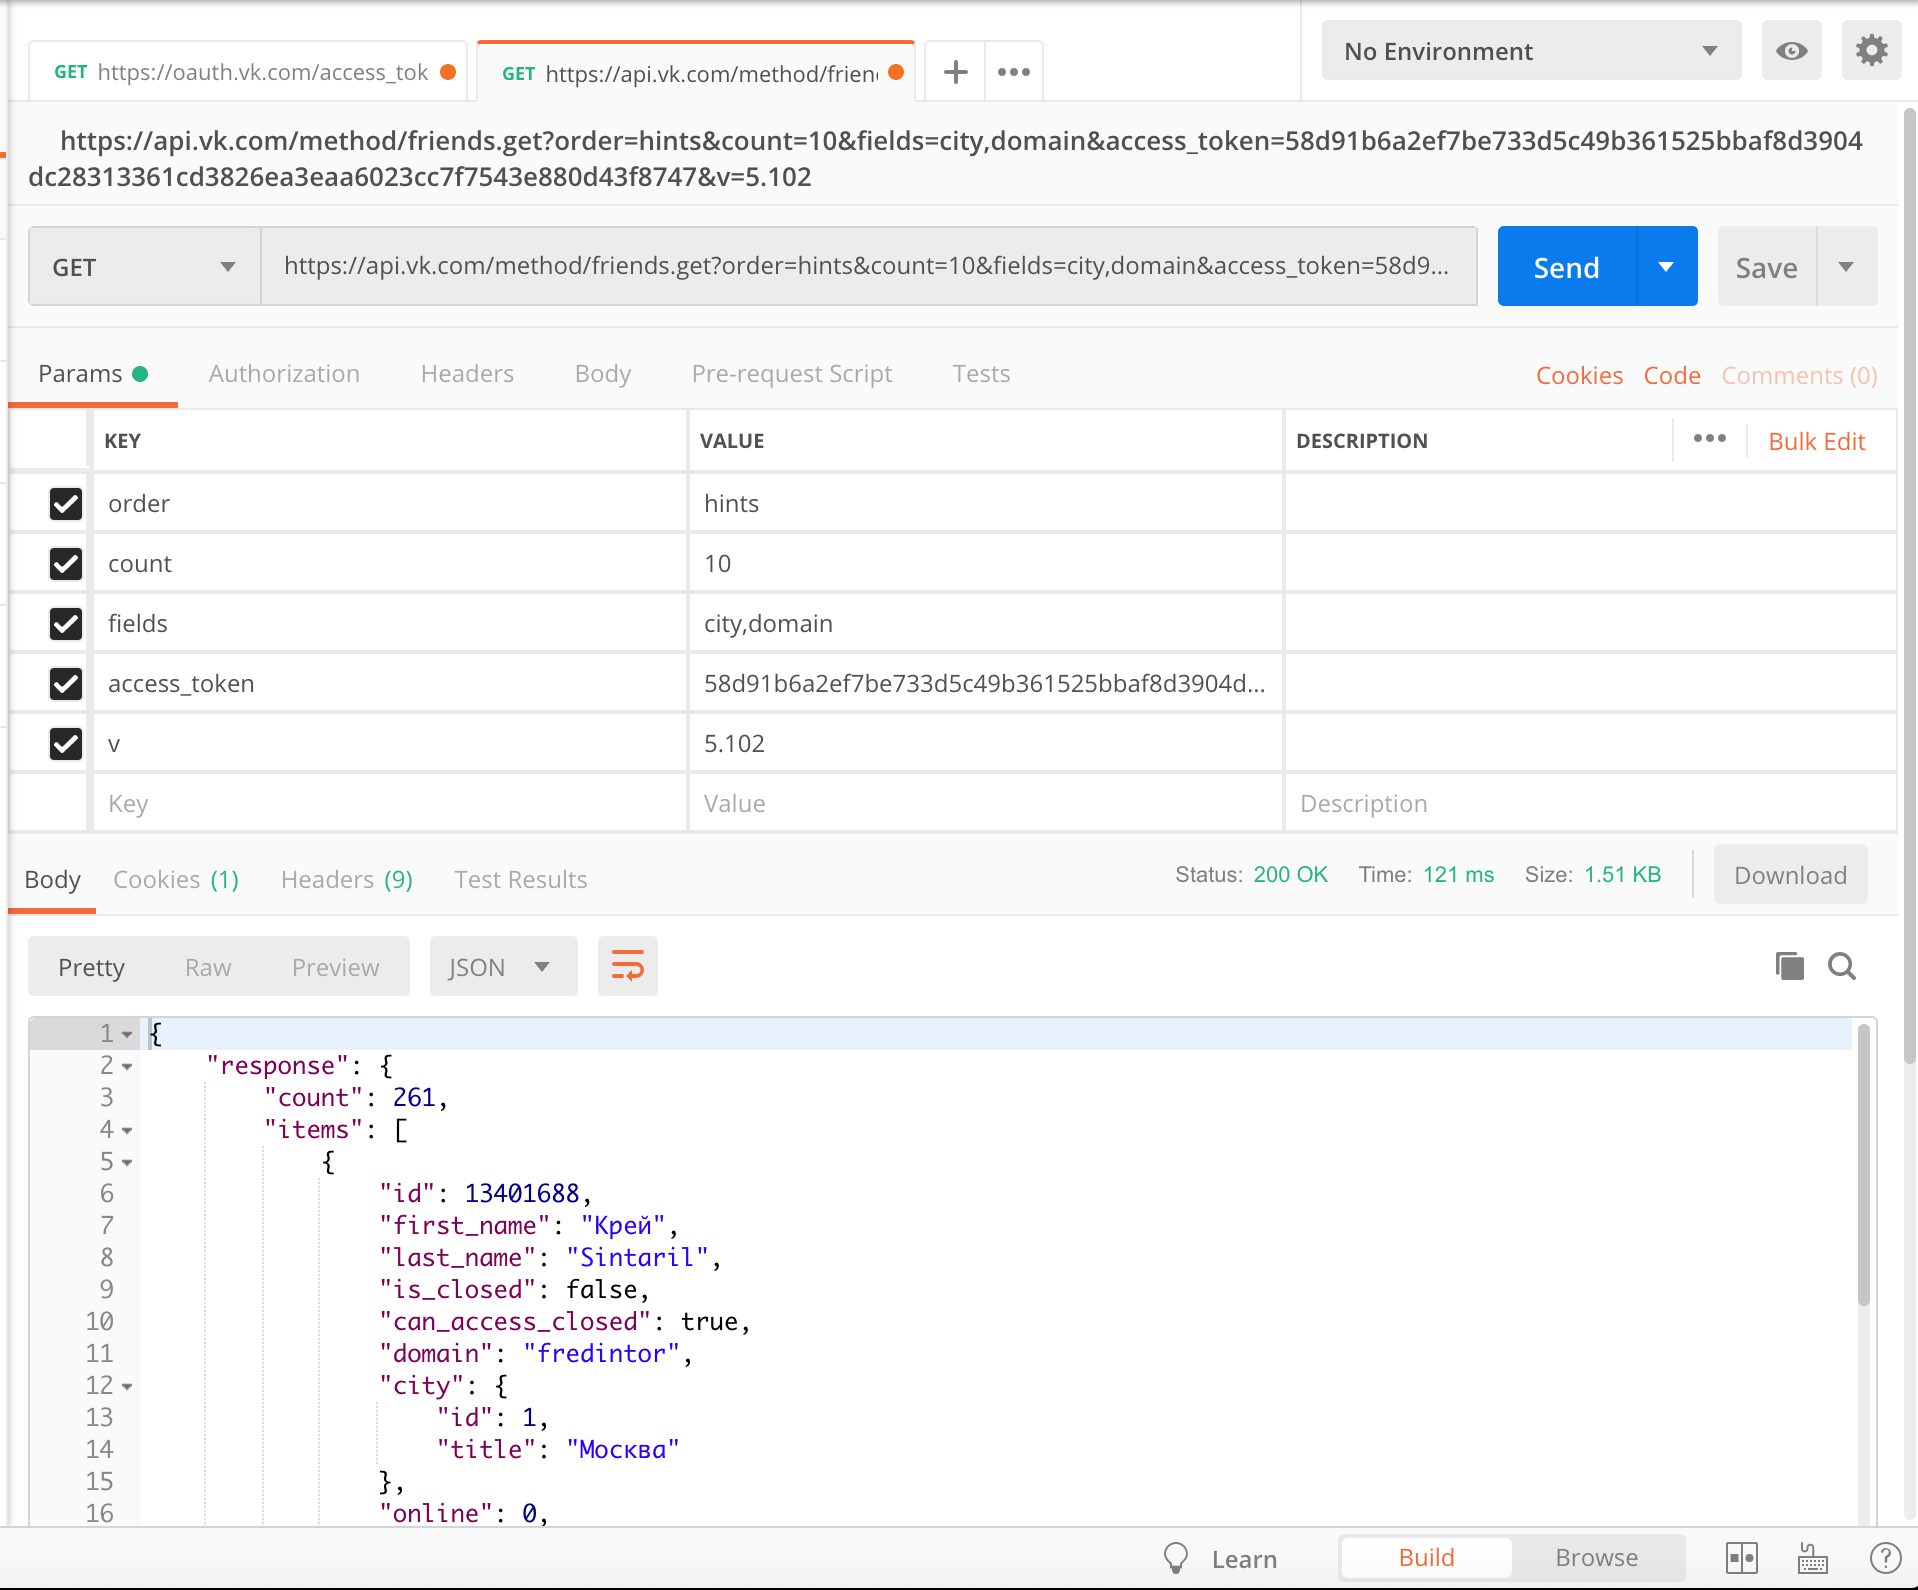 GET https://oauth.vk.com/access_tok
GET https://api.vk.com/method/frien
No Environment
https://api.vk.com/method/friends.get?order=hints&count=10&fields=city,domain&access_token=58d91b6a2ef7be733d5c49b361525bbaf8d3904
dc28313361cd3826ea3eaa6023cc7f7543e880d43f8747&v=5.102
GET https://api.vk.com/method/friends.get?order=hints&count=10&fields=city,domain&access_token=58d9... Send Save
Params Authorization Headers Body Pre-request Script Tests Cookies Code Comments (0)
KEY VALUE DESCRIPTION ••• Bulk Edit
order hints
count 10
fields city,domain
access_token 58d91b6a2ef7be733d5c49b361525bbaf8d3904d...
v 5.102
Key Value Description
Body Cookies (1) Headers (9) Test Results Status: 200 OK Time: 121 ms Size: 1.51 KB Download
Pretty Raw Preview JSON
1 {
2 "response": {
3 "count": 261,
4 "items": [
5 {
6 "id": 13401688,
7 "first_name": "Крей",
8 "last_name": "Sintaril",
9 "is_closed": false,
10 "can_access_closed": true,
11 "domain": "fredintor",
12 "city": {
13 "id": 1,
14 "title": "Москва"
15 },
16 "online": 0,
Learn Build Browse